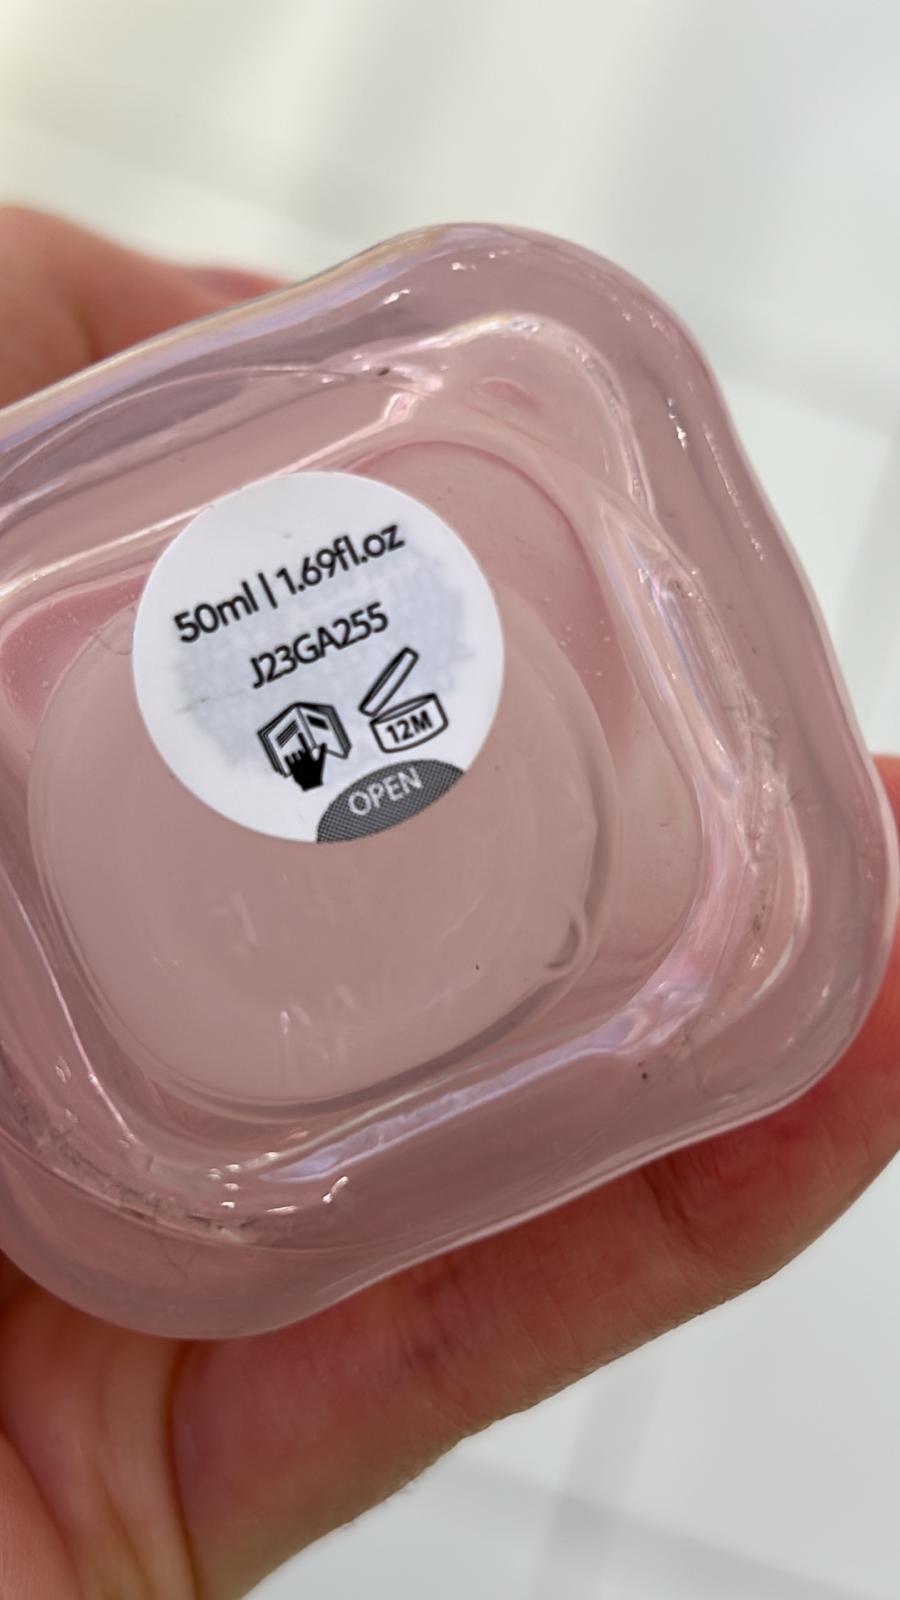 50ml | 1.69fl.oz
J23GA255
12M
OPEN